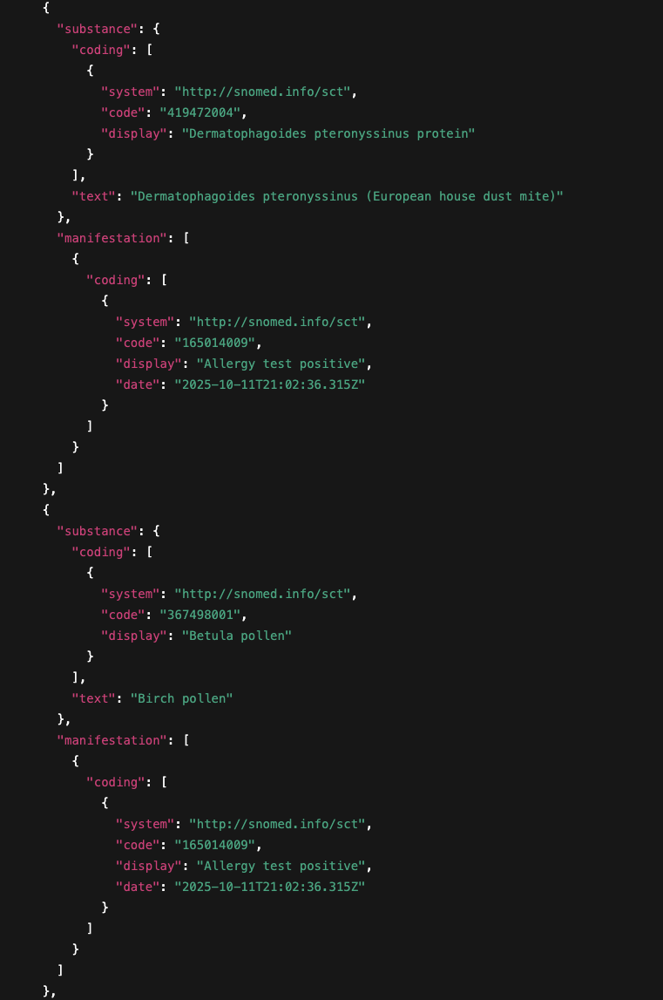 {
"substance": {
"coding": [
{
"system": "http://snomed.info/sct",
"code": "419472004",
"display": "Dermatophagoides pteronyssinus protein"
}
],
"text": "Dermatophagoides pteronyssinus (European house dust mite)"
},
"manifestation": [
{
"coding": [
{
"system": "http://snomed.info/sct",
"code": "165014009",
"display": "Allergy test positive",
"date": "2025-10-11T21:02:36.315Z"
}
]
}
]
},
{
"substance": {
"coding": [
{
"system": "http://snomed.info/sct",
"code": "367498001",
"display": "Betula pollen"
}
],
"text": "Birch pollen"
},
"manifestation": [
{
"coding": [
{
"system": "http://snomed.info/sct",
"code": "165014009",
"display": "Allergy test positive",
"date": "2025-10-11T21:02:36.315Z"
}
]
}
]
},